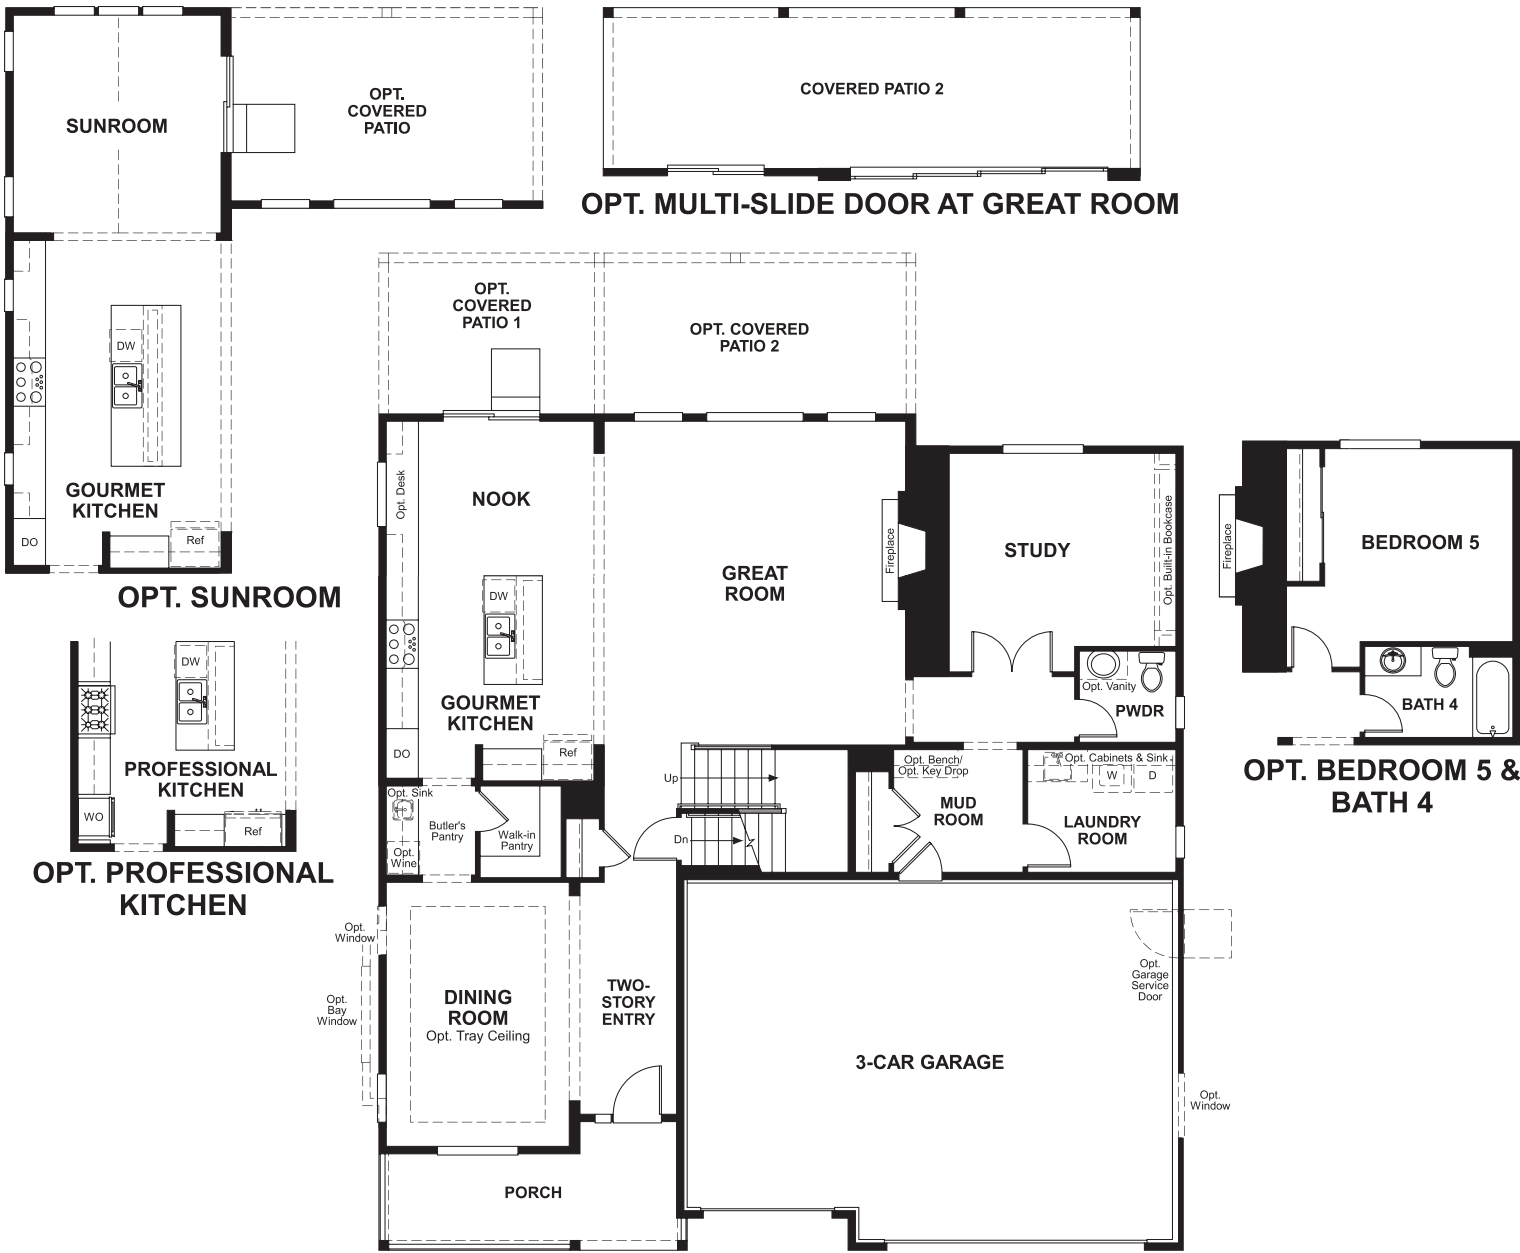 SUNROOM
OPT.
COVERED
PATIO
COVERED PATIO 2
OPT. MULTI-SLIDE DOOR AT GREAT ROOM
DW
GOURMET
KITCHEN
DO
Ref
OPT. SUNROOM
DW
PROFESSIONAL
KITCHEN
WO
Ref
OPT. PROFESSIONAL
KITCHEN
OPT.
COVERED
PATIO 1
OPT. COVERED
PATIO 2
Opt. Desk
NOOK
GREAT
ROOM
Fireplace
STUDY
Opt. Built-in Bookcase
DW
GOURMET
KITCHEN
DO
Ref
Opt. Vanity
PWDR
Up
Dn
Opt. Bench/
Opt. Key Drop
MUD
ROOM
Opt. Cabinets & Sink
W
D
LAUNDRY
ROOM
Opt. Sink
Butler's
Pantry
Opt.
Wine
Walk-in
Pantry
Opt.
Window
Opt.
Bay
Window
DINING
ROOM
Opt. Tray Ceiling
TWO-
STORY
ENTRY
3-CAR GARAGE
Opt.
Garage
Service
Door
Opt.
Window
PORCH
Fireplace
BEDROOM 5
BATH 4
OPT. BEDROOM 5 &
BATH 4